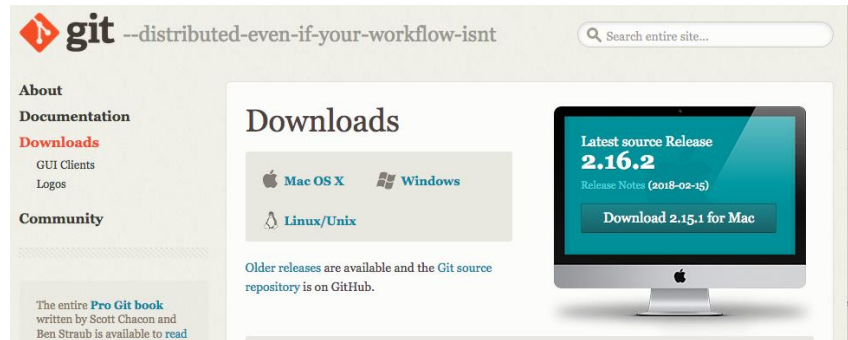 git --distributed-even-if-your-workflow-isnt
Search entire site...
About
Documentation
Downloads
GUI Clients
Logos
Community
The entire Pro Git book
written by Scott Chacon and
Ben Straub is available to read
Downloads
Mac OS X
Windows
Linux/Unix
Older releases are available and the Git source
repository is on GitHub.
Latest source Release
2.16.2
Release Notes (2018-02-15)
Download 2.15.1 for Mac